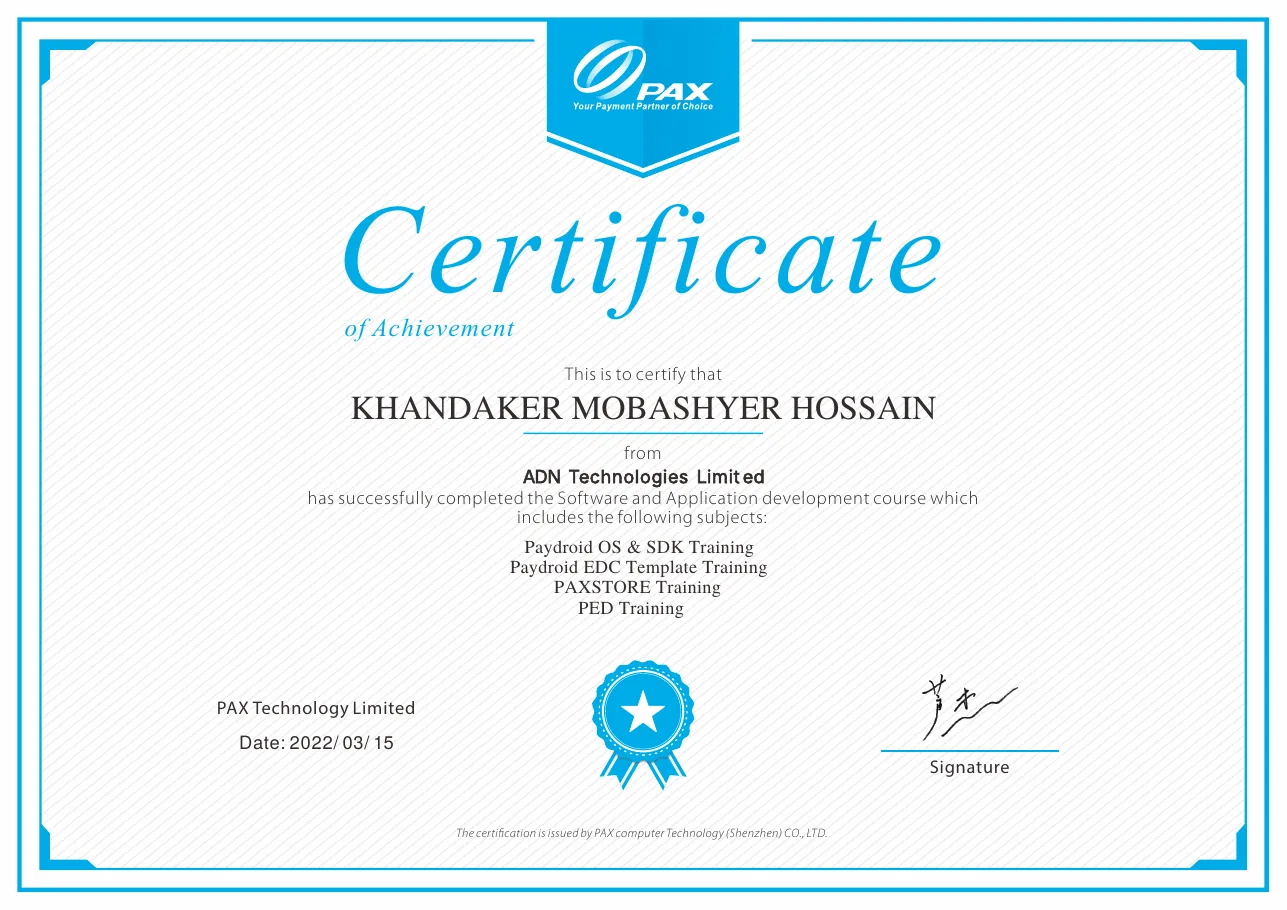 PAX
Your Payment Partner of Choice
Certificate
of Achievement
This is to certify that
KHANDAKER MOBASHYER HOSSAIN
from
ADN Technologies Limited
has successfully completed the Software and Application development course which
includes the following subjects:
Paydroid OS & SDK Training
Paydroid EDC Template Training
PAXSTORE Training
PED Training
PAX Technology Limited
Date: 2022/03/15
Signature
The certification is issued by PAX computer Technology (Shenzhen) CO., LTD.